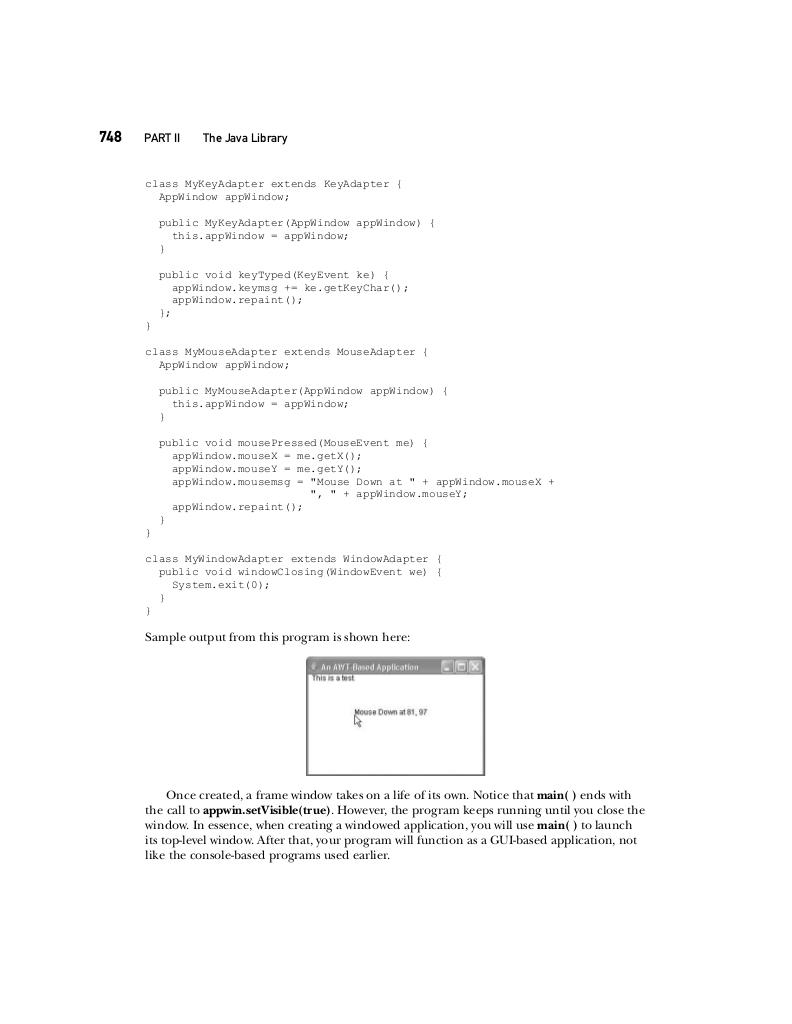 748 PART II The Java Library
class MyKeyAdapter extends KeyAdapter {
  AppWindow appWindow;

  public MyKeyAdapter(AppWindow appWindow) {
    this.appWindow = appWindow;
  }

  public void keyTyped(KeyEvent ke) {
    appWindow.keymsg += ke.getKeyChar();
    appWindow.repaint();
  };
}

class MyMouseAdapter extends MouseAdapter {
  AppWindow appWindow;

  public MyMouseAdapter(AppWindow appWindow) {
    this.appWindow = appWindow;
  }

  public void mousePressed(MouseEvent me) {
    appWindow.mouseX = me.getX();
    appWindow.mouseY = me.getY();
    appWindow.mousemsg = "Mouse Down at " + appWindow.mouseX +
                         ", " + appWindow.mouseY;
    appWindow.repaint();
  }
}

class MyWindowAdapter extends WindowAdapter {
  public void windowClosing(WindowEvent we) {
    System.exit(0);
  }
}
Sample output from this program is shown here:
An AWT-Based Application
This is a test.
Mouse Down at 81, 97
Once created, a frame window takes on a life of its own. Notice that main( ) ends with
the call to appwin.setVisible(true). However, the program keeps running until you close the
window. In essence, when creating a windowed application, you will use main( ) to launch
its top-level window. After that, your program will function as a GUI-based application, not
like the console-based programs used earlier.